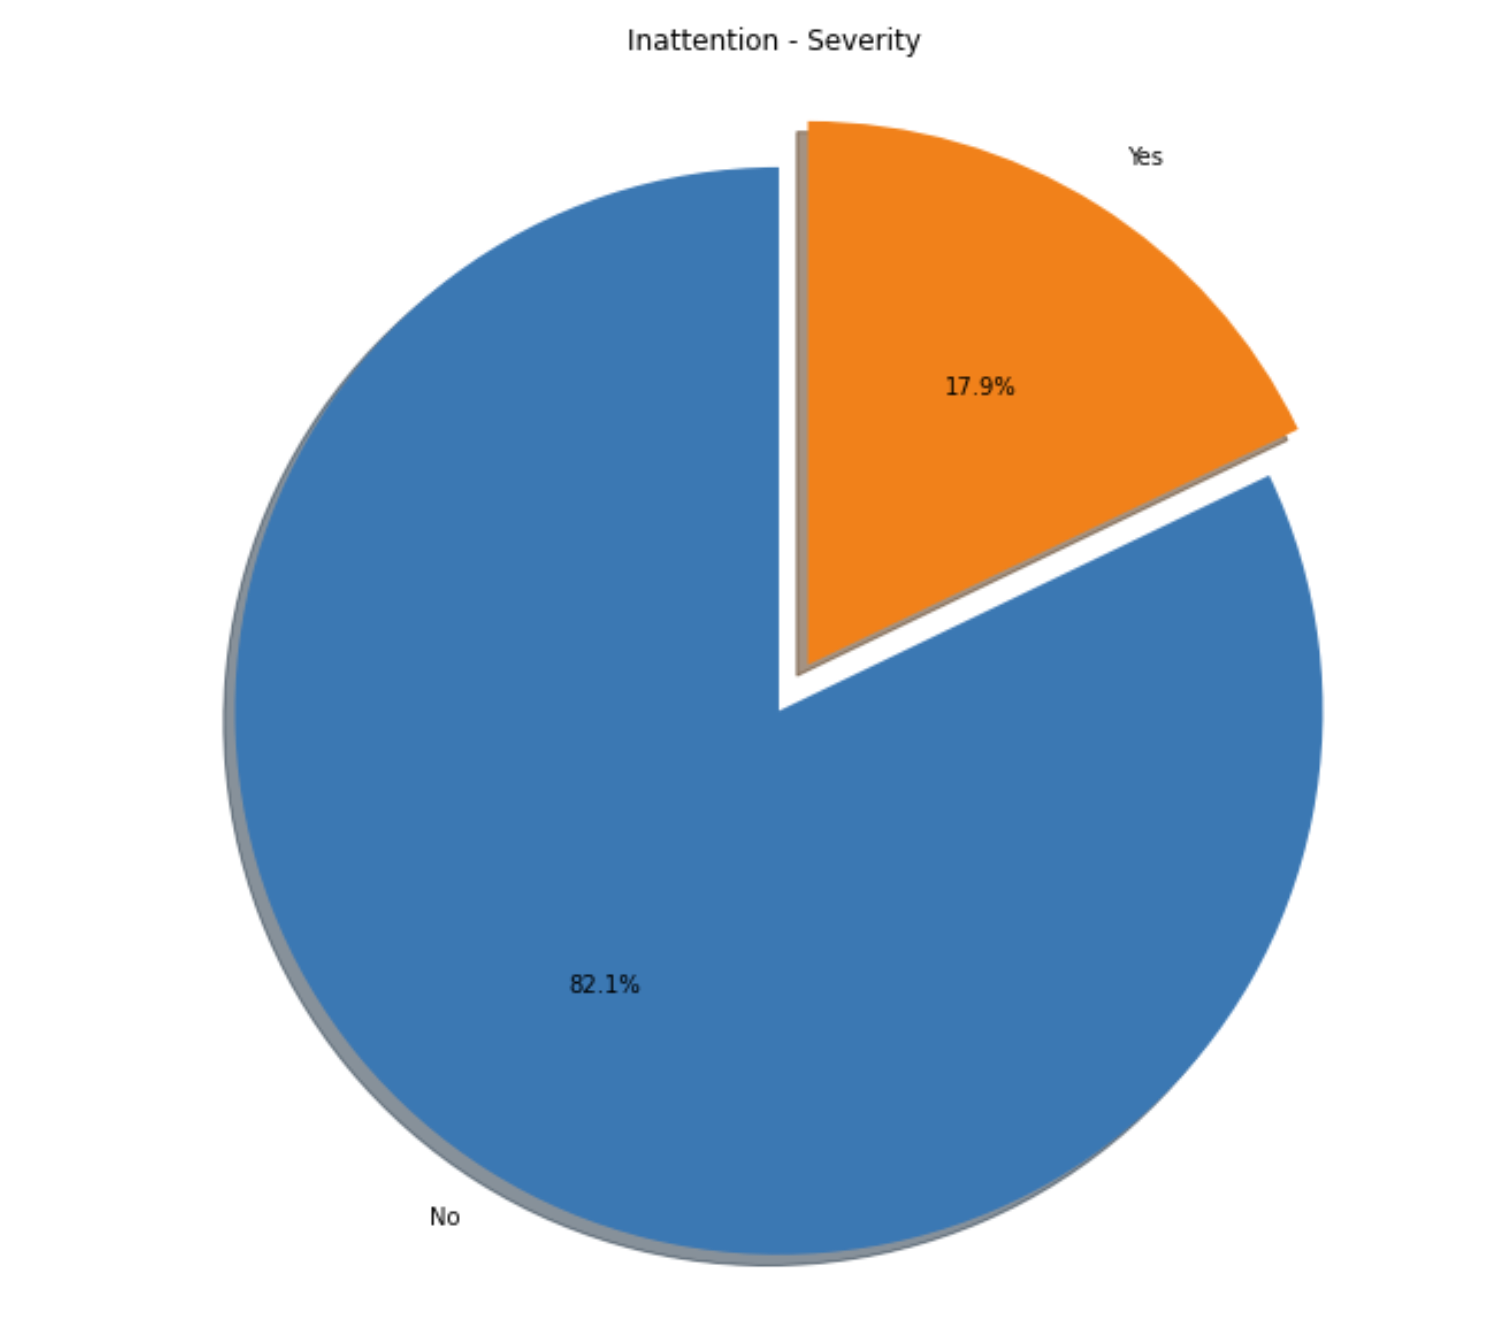 Inattention - Severity
Yes
17.9%
82.1%
No